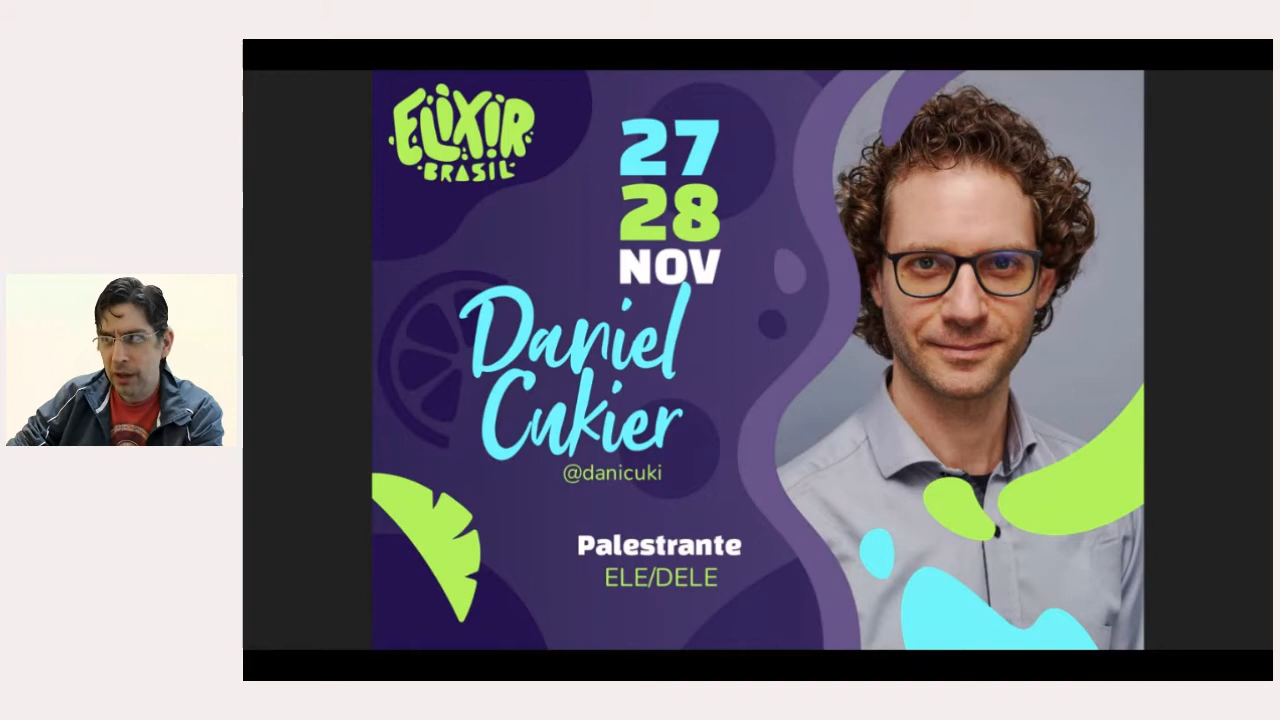 ELIXIR
BRASIL
27
28
NOV
Daniel
Cukier
@danicuki
Palestrante
ELE/DELE